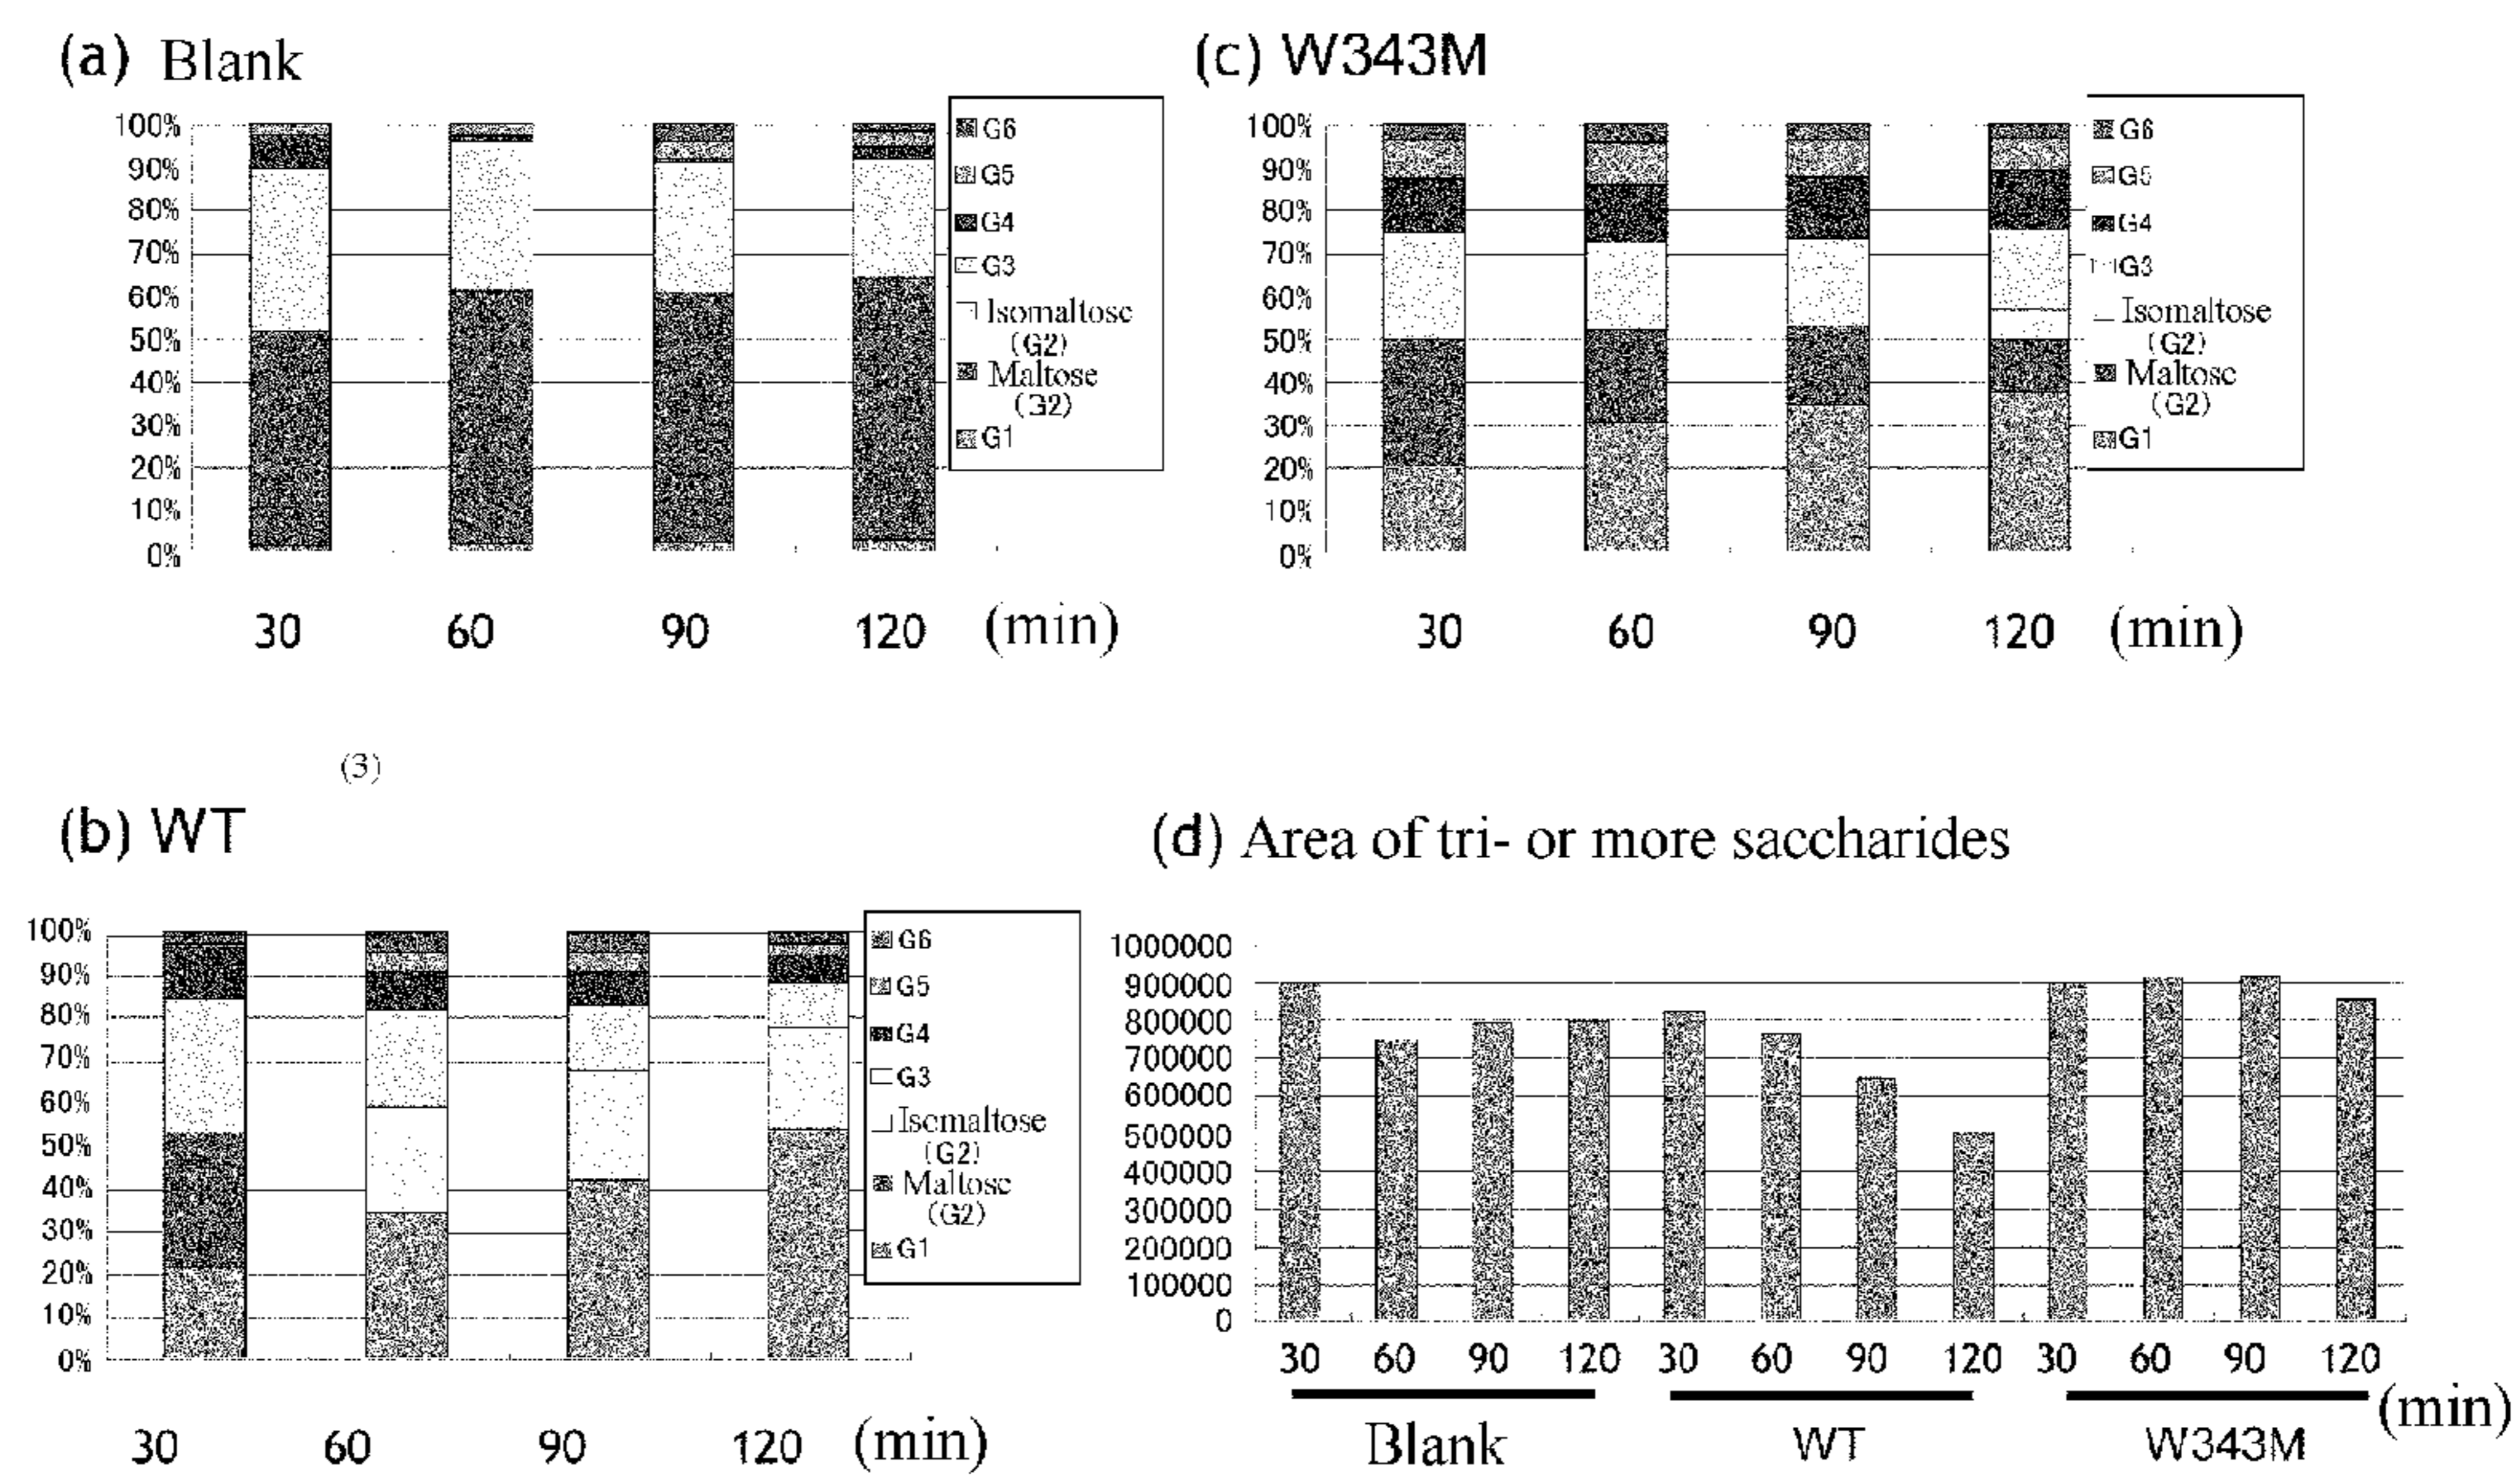 (a) Blank
100%
90%
80%
70%
60%
50%
40%
30%
20%
10%
0%
30 60 90 120 (min)
G6
G5
G4
G3
Isomaltose
(G2)
Maltose
(G2)
G1
(c) W343M
100%
90%
80%
70%
60%
50%
40%
30%
20%
10%
0%
30 60 90 120 (min)
G6
G5
G4
G3
Isomaltose
(G2)
Maltose
(G2)
G1
(3)
(b) WT
100%
90%
80%
70%
60%
50%
40%
30%
20%
10%
0%
30 60 90 120 (min)
G6
G5
G4
G3
Isomaltose
(G2)
Maltose
(G2)
G1
(d) Area of tri- or more saccharides
1000000
900000
800000
700000
600000
500000
400000
300000
200000
100000
0
30 60 90 120 30 60 90 120 30 60 90 120
(min)
Blank WT W343M